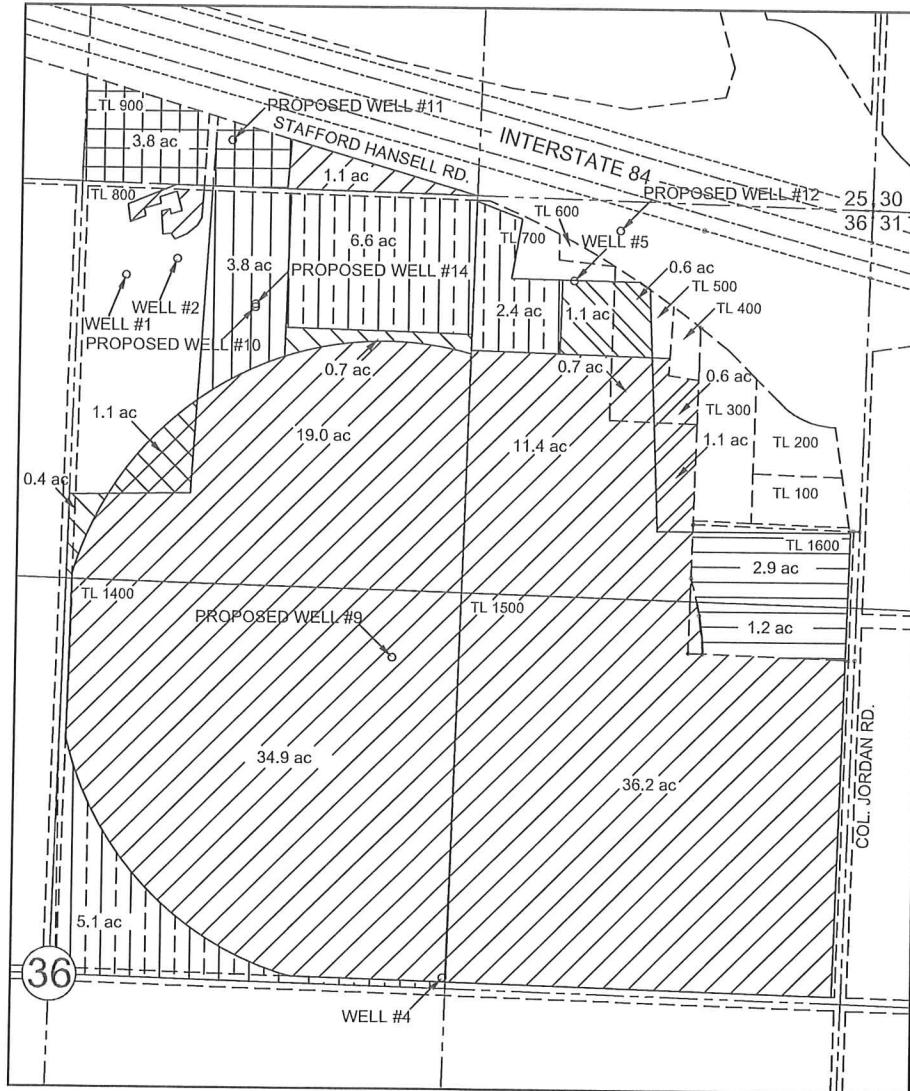 TL 900
PROPOSED WELL #11
3.8 ac
STAFFORD HANSELL RD.
INTERSTATE 84
1.1 ac
TL 800
PROPOSED WELL #12
25 30
36 31
TL 600
TL 700
WELL #5
6.6 ac
3.8 ac
PROPOSED WELL #14
0.6 ac
TL 500
TL 400
WELL #2
WELL #1
PROPOSED WELL #10
2.4 ac
1.1 ac
0.7 ac
0.7 ac
0.6 ac
1.1 ac
TL 300
19.0 ac
11.4 ac
1.1 ac
TL 200
0.4 ac
TL 100
TL 1600
2.9 ac
TL 1400
TL 1500
PROPOSED WELL #9
1.2 ac
34.9 ac
36.2 ac
COL. JORDAN RD.
5.1 ac
36
WELL #4